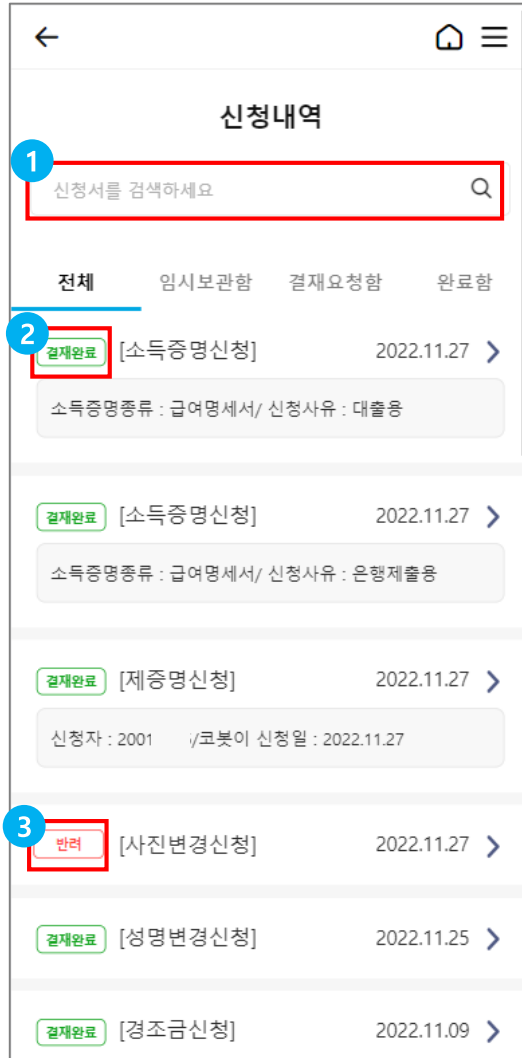 신청내역
1
신청서를 검색하세요
전체 임시보관함 결재요청함 완료함
2
결재완료 [소득증명신청] 2022.11.27
소득증명종류 : 급여명세서/ 신청사유 : 대출용
결재완료 [소득증명신청] 2022.11.27
소득증명종류 : 급여명세서/ 신청사유 : 은행제출용
결재완료 [제증명신청] 2022.11.27
신청자 : 2001 /코봇이 신청일 : 2022.11.27
3
반려 [사진변경신청] 2022.11.27
결재완료 [성명변경신청] 2022.11.25
결재완료 [경조금신청] 2022.11.09